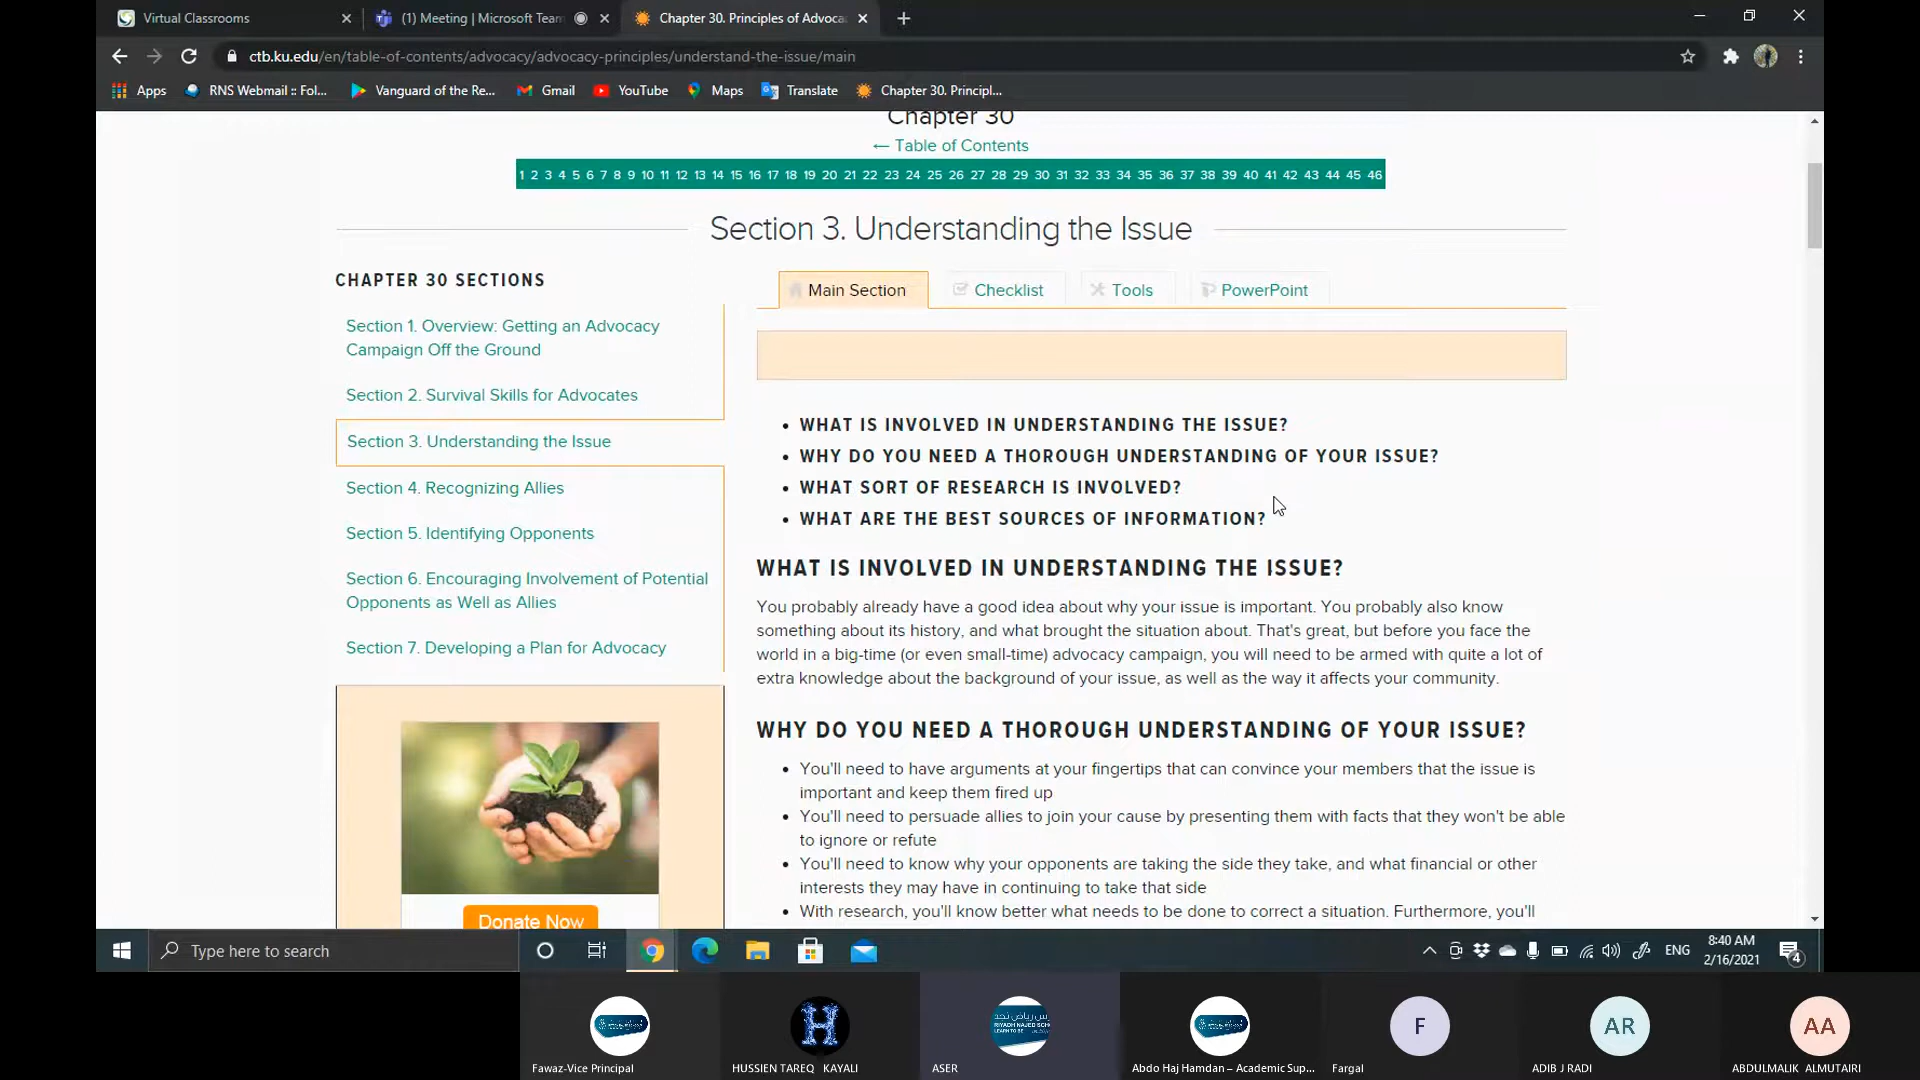 Virtual Classrooms
(1) Meeting | Microsoft Team
Chapter 30. Principles of Advoca
ctb.ku.edu/en/table-of-contents/advocacy/advocacy-principles/understand-the-issue/main
Apps
RNS Webmail :: Fol...
Vanguard of the Re...
Gmail
YouTube
Maps
Translate
Chapter 30. Principl...
Chapter 30
← Table of Contents
1 2 3 4 5 6 7 8 9 10 11 12 13 14 15 16 17 18 19 20 21 22 23 24 25 26 27 28 29 30 31 32 33 34 35 36 37 38 39 40 41 42 43 44 45 46
Section 3. Understanding the Issue
CHAPTER 30 SECTIONS
Section 1. Overview: Getting an Advocacy
Campaign Off the Ground
Section 2. Survival Skills for Advocates
Section 3. Understanding the Issue
Section 4. Recognizing Allies
Section 5. Identifying Opponents
Section 6. Encouraging Involvement of Potential
Opponents as Well as Allies
Section 7. Developing a Plan for Advocacy
Donate Now
Main Section
Checklist
Tools
PowerPoint
• WHAT IS INVOLVED IN UNDERSTANDING THE ISSUE?
• WHY DO YOU NEED A THOROUGH UNDERSTANDING OF YOUR ISSUE?
• WHAT SORT OF RESEARCH IS INVOLVED?
• WHAT ARE THE BEST SOURCES OF INFORMATION?
WHAT IS INVOLVED IN UNDERSTANDING THE ISSUE?
You probably already have a good idea about why your issue is important. You probably also know
something about its history, and what brought the situation about. That's great, but before you face the
world in a big-time (or even small-time) advocacy campaign, you will need to be armed with quite a lot of
extra knowledge about the background of your issue, as well as the way it affects your community.
WHY DO YOU NEED A THOROUGH UNDERSTANDING OF YOUR ISSUE?
• You'll need to have arguments at your fingertips that can convince your members that the issue is
important and keep them fired up
• You'll need to persuade allies to join your cause by presenting them with facts that they won't be able
to ignore or refute
• You'll need to know why your opponents are taking the side they take, and what financial or other
interests they may have in continuing to take that side
• With research, you'll know better what needs to be done to correct a situation. Furthermore, you'll
Type here to search
ENG
8:40 AM
2/16/2021
4
H
RIYADH NAJED SCH
F
AR
AA
Fawaz-Vice Principal
HUSSIEN TAREQ KAYALI
ASER
Abdo Haj Hamdan – Academic Sup...
Fargal
ADIB J RADI
ABDULMALIK ALMUTAIRI